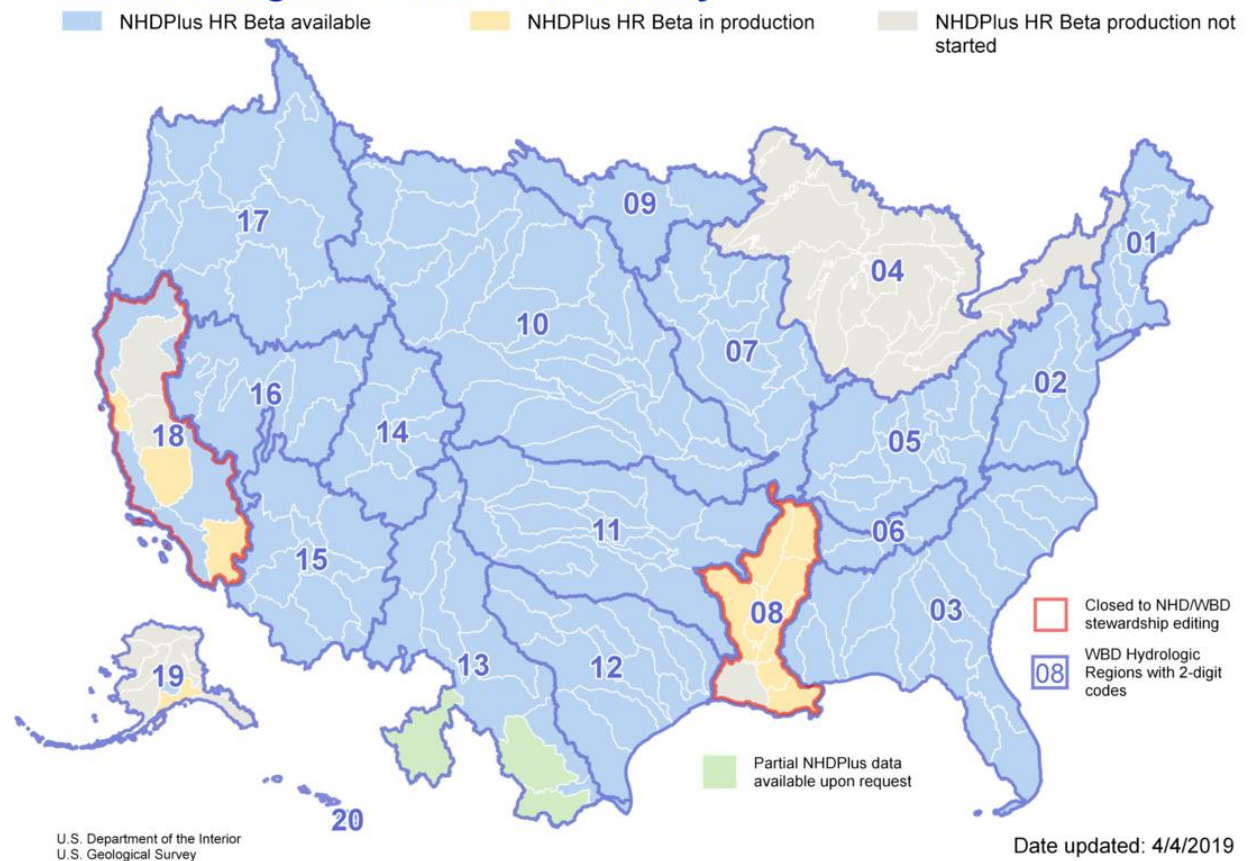 NHDPlus HR Beta available
NHDPlus HR Beta in production
NHDPlus HR Beta production not
started
17
09
01
04
10
07
02
16
18
14
05
11
06
15
08
03
Closed to NHD/WBD
stewardship editing
13
12
19
08
WBD Hydrologic
Regions with 2-digit
codes
Partial NHDPlus data
available upon request
20
U.S. Department of the Interior
U.S. Geological Survey
Date updated: 4/4/2019